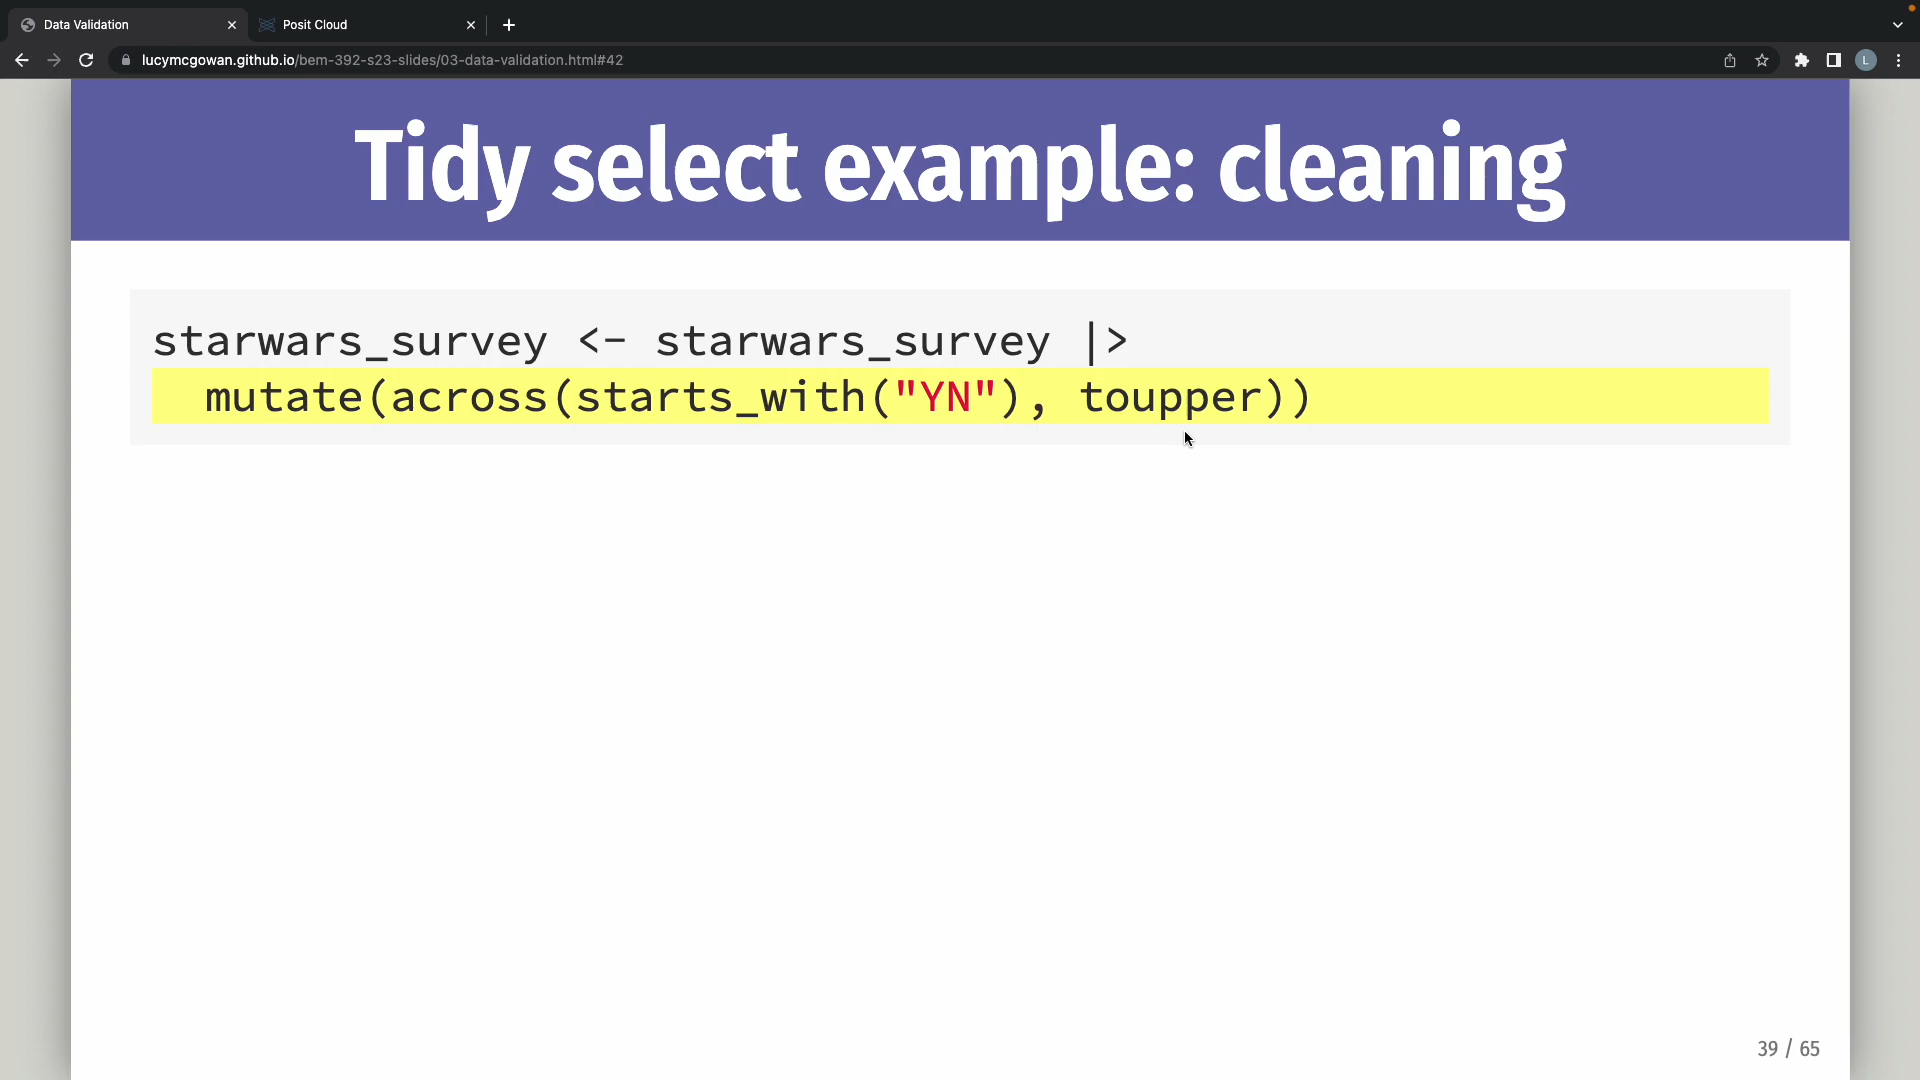 Data Validation
Posit Cloud
lucymcgowan.github.io/bem-392-s23-slides/03-data-validation.html#42
L
Tidy select example: cleaning
starwars_survey <- starwars_survey |>
  mutate(across(starts_with("YN"), toupper))
39 / 65